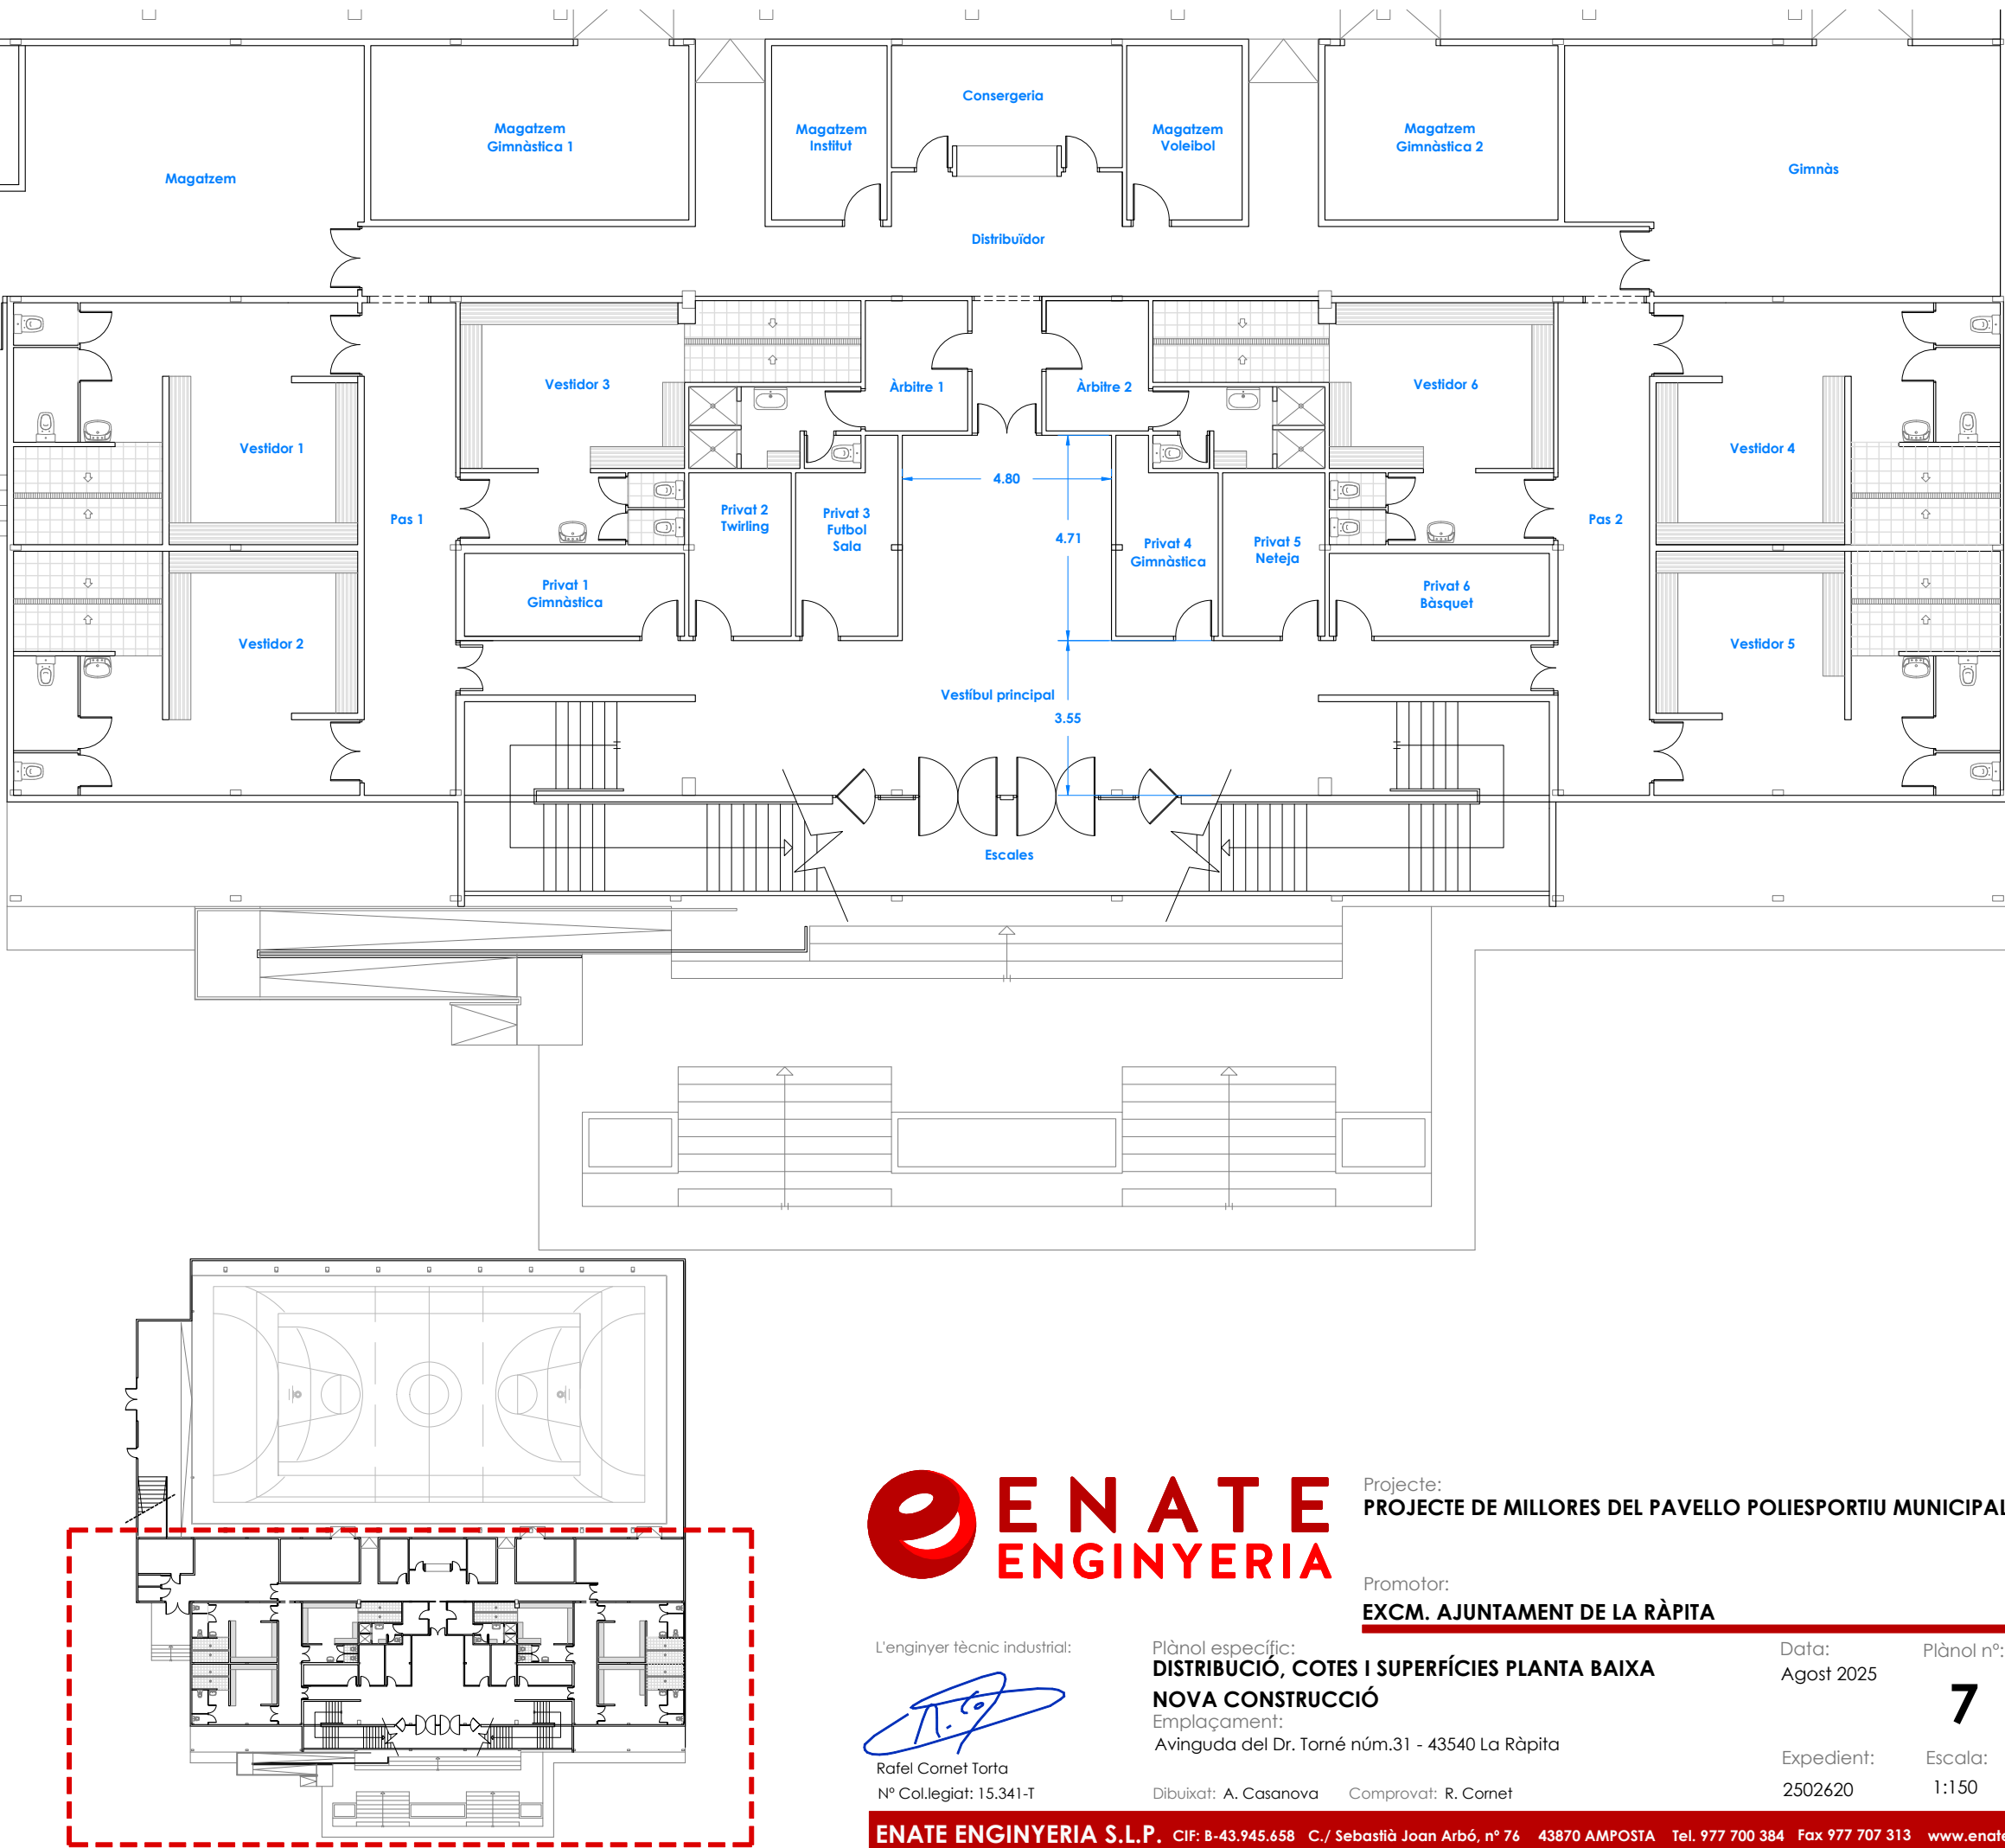 Consergeria
Magatzem
Gimnàstica 1
Magatzem
Institut
Magatzem
Voleibol
Magatzem
Gimnàstica 2
Magatzem
Gimnàs
Distribuïdor
Vestidor 3
Àrbitre 1
Àrbitre 2
Vestidor 6
Vestidor 1
Vestidor 4
4.80
Pas 1
Privat 2
Twirling
Privat 3
Futbol
Sala
4.71
Privat 4
Gimnàstica
Privat 5
Neteja
Pas 2
Privat 1
Gimnàstica
Privat 6
Bàsquet
Vestidor 2
Vestidor 5
Vestíbul principal
3.55
Escales
ENATE
ENGINYERIA
Projecte:
PROJECTE DE MILLORES DEL PAVELLO POLIESPORTIU MUNICIPAL
Promotor:
EXCM. AJUNTAMENT DE LA RÀPITA
L'enginyer tècnic industrial:
Rafel Cornet Torta
Nº Col.legiat: 15.341-T
Plànol específic:
DISTRIBUCIÓ, COTES I SUPERFÍCIES PLANTA BAIXA
NOVA CONSTRUCCIÓ
Emplaçament:
Avinguda del Dr. Torné núm.31 - 43540 La Ràpita
Dibuixat: A. Casanova Comprovat: R. Cornet
Data:
Agost 2025
Plànol nº:
7
Expedient:
2502620
Escala:
1:150
ENATE ENGINYERIA S.L.P. CIF: B-43.945.658 C./ Sebastià Joan Arbó, nº 76 43870 AMPOSTA Tel. 977 700 384 Fax 977 707 313 www.enate